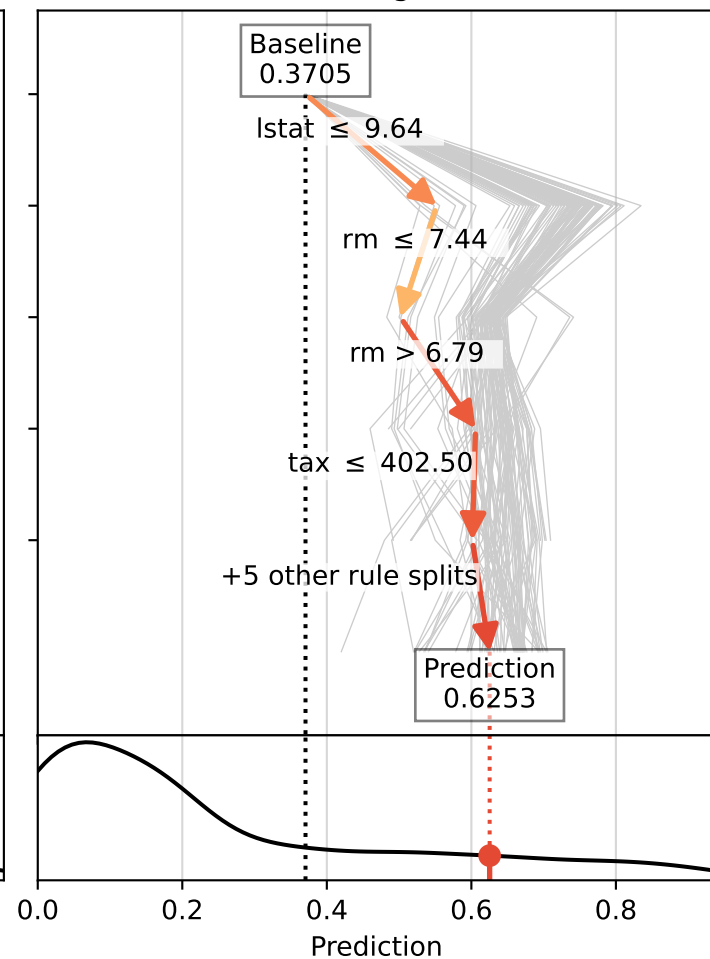 Baseline
0.3705
lstat ≤ 9.64
rm ≤ 7.44
rm > 6.79
tax ≤ 402.50
+5 other rule splits
Prediction
0.6253
0.0 0.2 0.4 0.6 0.8
Prediction